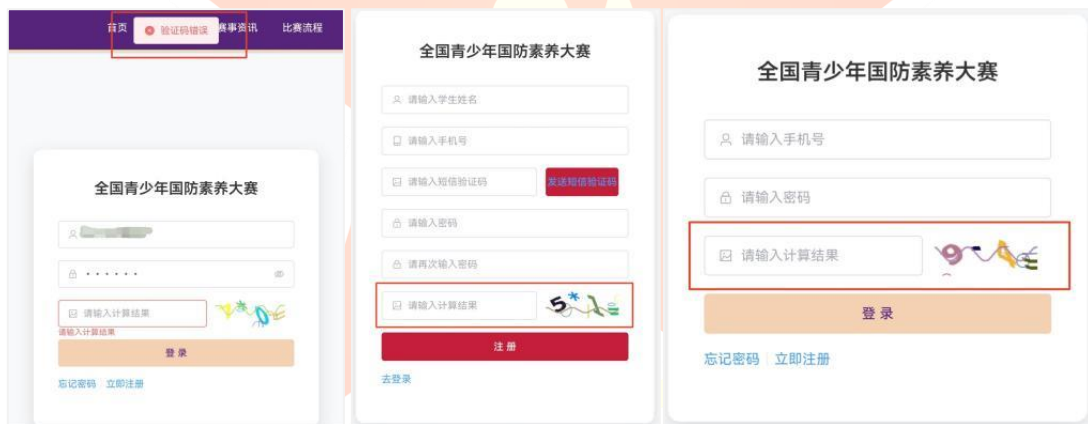 首页
验证码错误
赛事资讯
比赛流程
全国青少年国防素养大赛
请输入计算结果
请输入计算结果
登录
忘记密码
立即注册
全国青少年国防素养大赛
请输入学生姓名
请输入手机号
请输入短信验证码
发送短信验证码
请输入密码
请再次输入密码
请输入计算结果
5*1=
注册
去登录
全国青少年国防素养大赛
请输入手机号
请输入密码
请输入计算结果
登录
忘记密码
立即注册